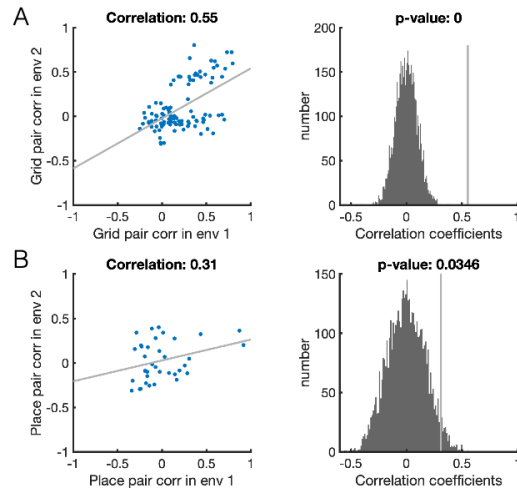 A
Correlation: 0.55
1
0.5
0
-0.5
-1
-1
-0.5
0
0.5
1
Grid pair corr in env 2
Grid pair corr in env 1
p-value: 0
200
150
100
50
0
-0.5
0
0.5
1
number
Correlation coefficients
B
Correlation: 0.31
1
0.5
0
-0.5
-1
-1
-0.5
0
0.5
1
Place pair corr in env 2
Place pair corr in env 1
p-value: 0.0346
150
100
50
0
-0.5
0
0.5
1
number
Correlation coefficients